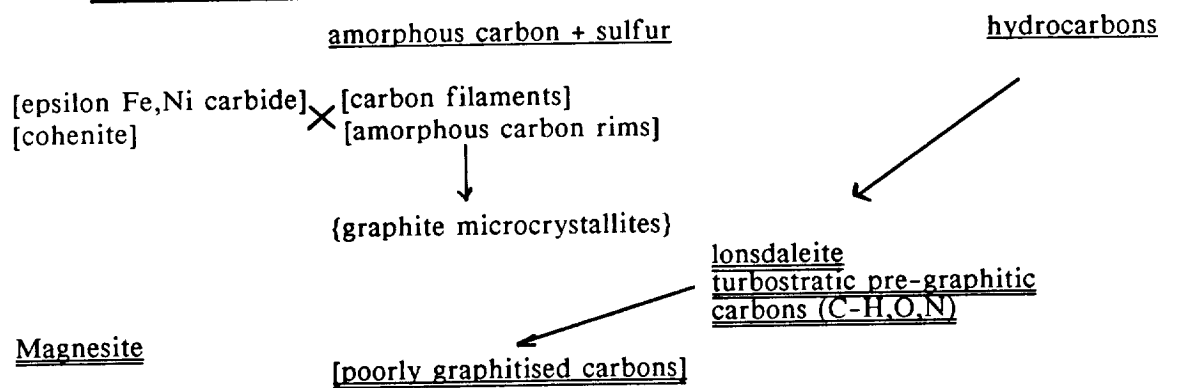 amorphous carbon + sulfur
hydrocarbons
[epsilon Fe,Ni carbide] [carbon filaments]
[cohenite] [amorphous carbon rims]
{graphite microcrystallites}
lonsdaleite
turbostratic pre-graphitic
carbons (C-H,O,N)
Magnesite
[poorly graphitised carbons]